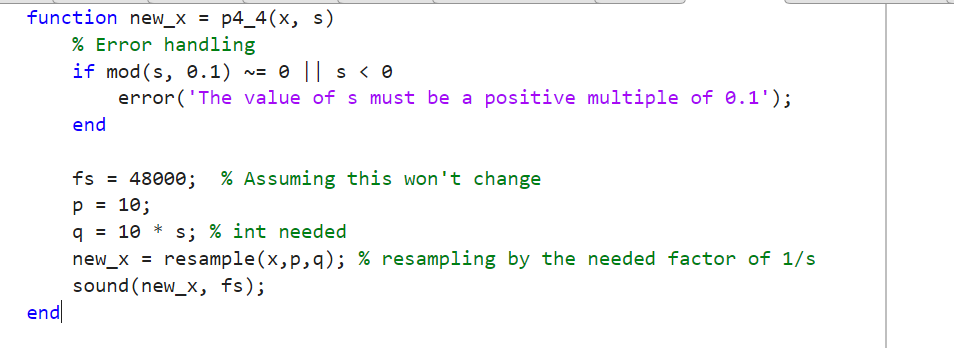 function new_x = p4_4(x, s)
    % Error handling
    if mod(s, 0.1) ~= 0 || s < 0
        error('The value of s must be a positive multiple of 0.1');
    end

    fs = 48000;  % Assuming this won't change
    p = 10;
    q = 10 * s; % int needed
    new_x = resample(x,p,q); % resampling by the needed factor of 1/s
    sound(new_x, fs);
end